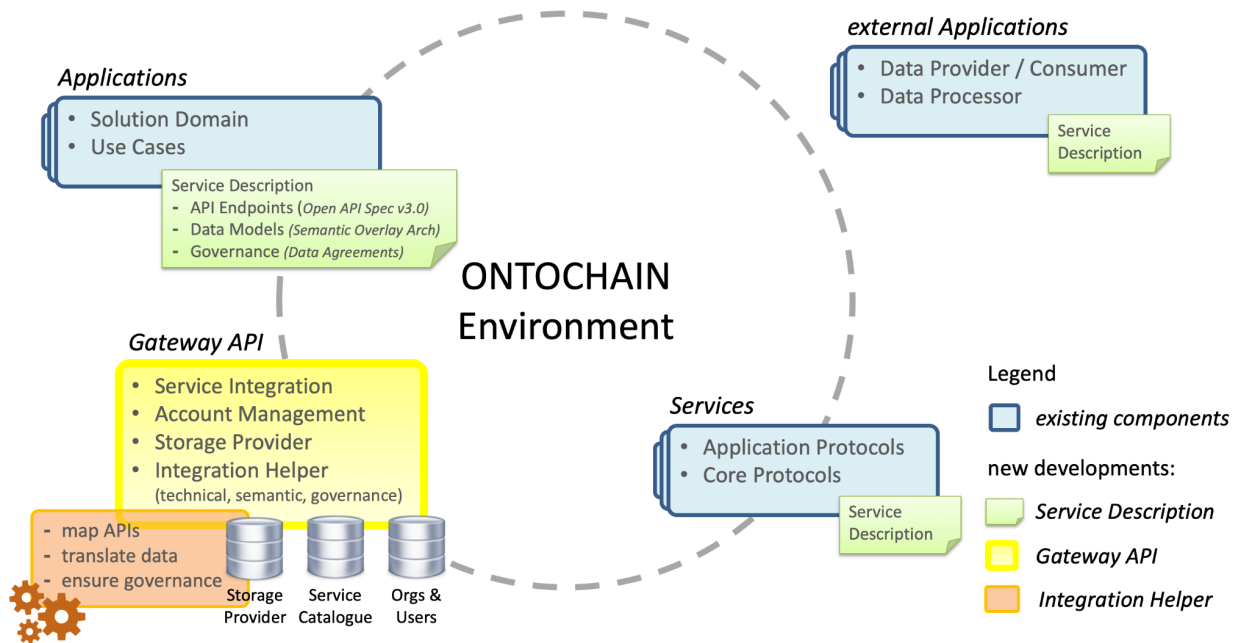 external Applications
• Data Provider / Consumer
• Data Processor
Service
Description
Applications
• Solution Domain
• Use Cases
Service Description
- API Endpoints (Open API Spec v3.0)
- Data Models (Semantic Overlay Arch)
- Governance (Data Agreements)
ONTOCHAIN
Environment
Gateway API
• Service Integration
• Account Management
• Storage Provider
• Integration Helper
(technical, semantic, governance)
- map APIs
- translate data
- ensure governance
Storage
Provider
Service
Catalogue
Orgs &
Users
Services
• Application Protocols
• Core Protocols
Service
Description
Legend
existing components
new developments:
Service Description
Gateway API
Integration Helper